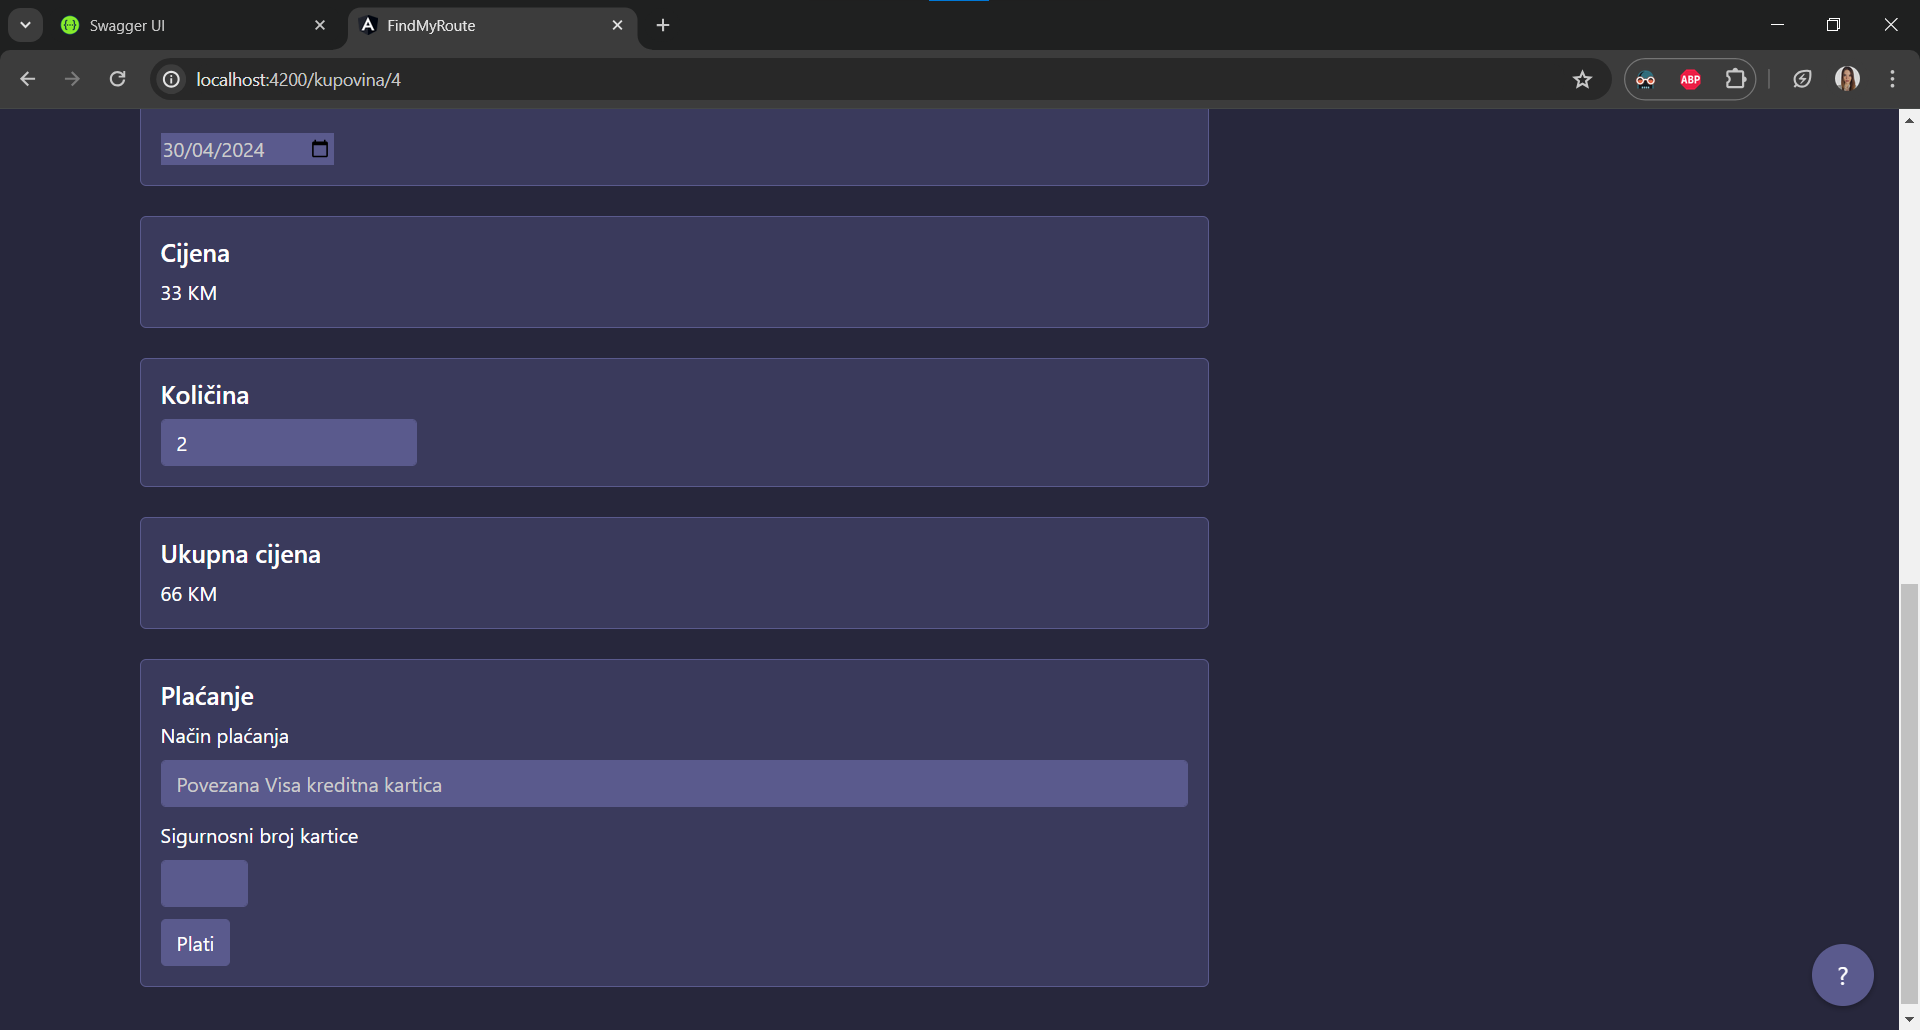 Swagger UI
FindMyRoute
localhost:4200/kupovina/4
ABP
30/04/2024
Cijena
33 KM
Količina
2
Ukupna cijena
66 KM
Plaćanje
Način plaćanja
Povezana Visa kreditna kartica
Sigurnosni broj kartice
Plati
?